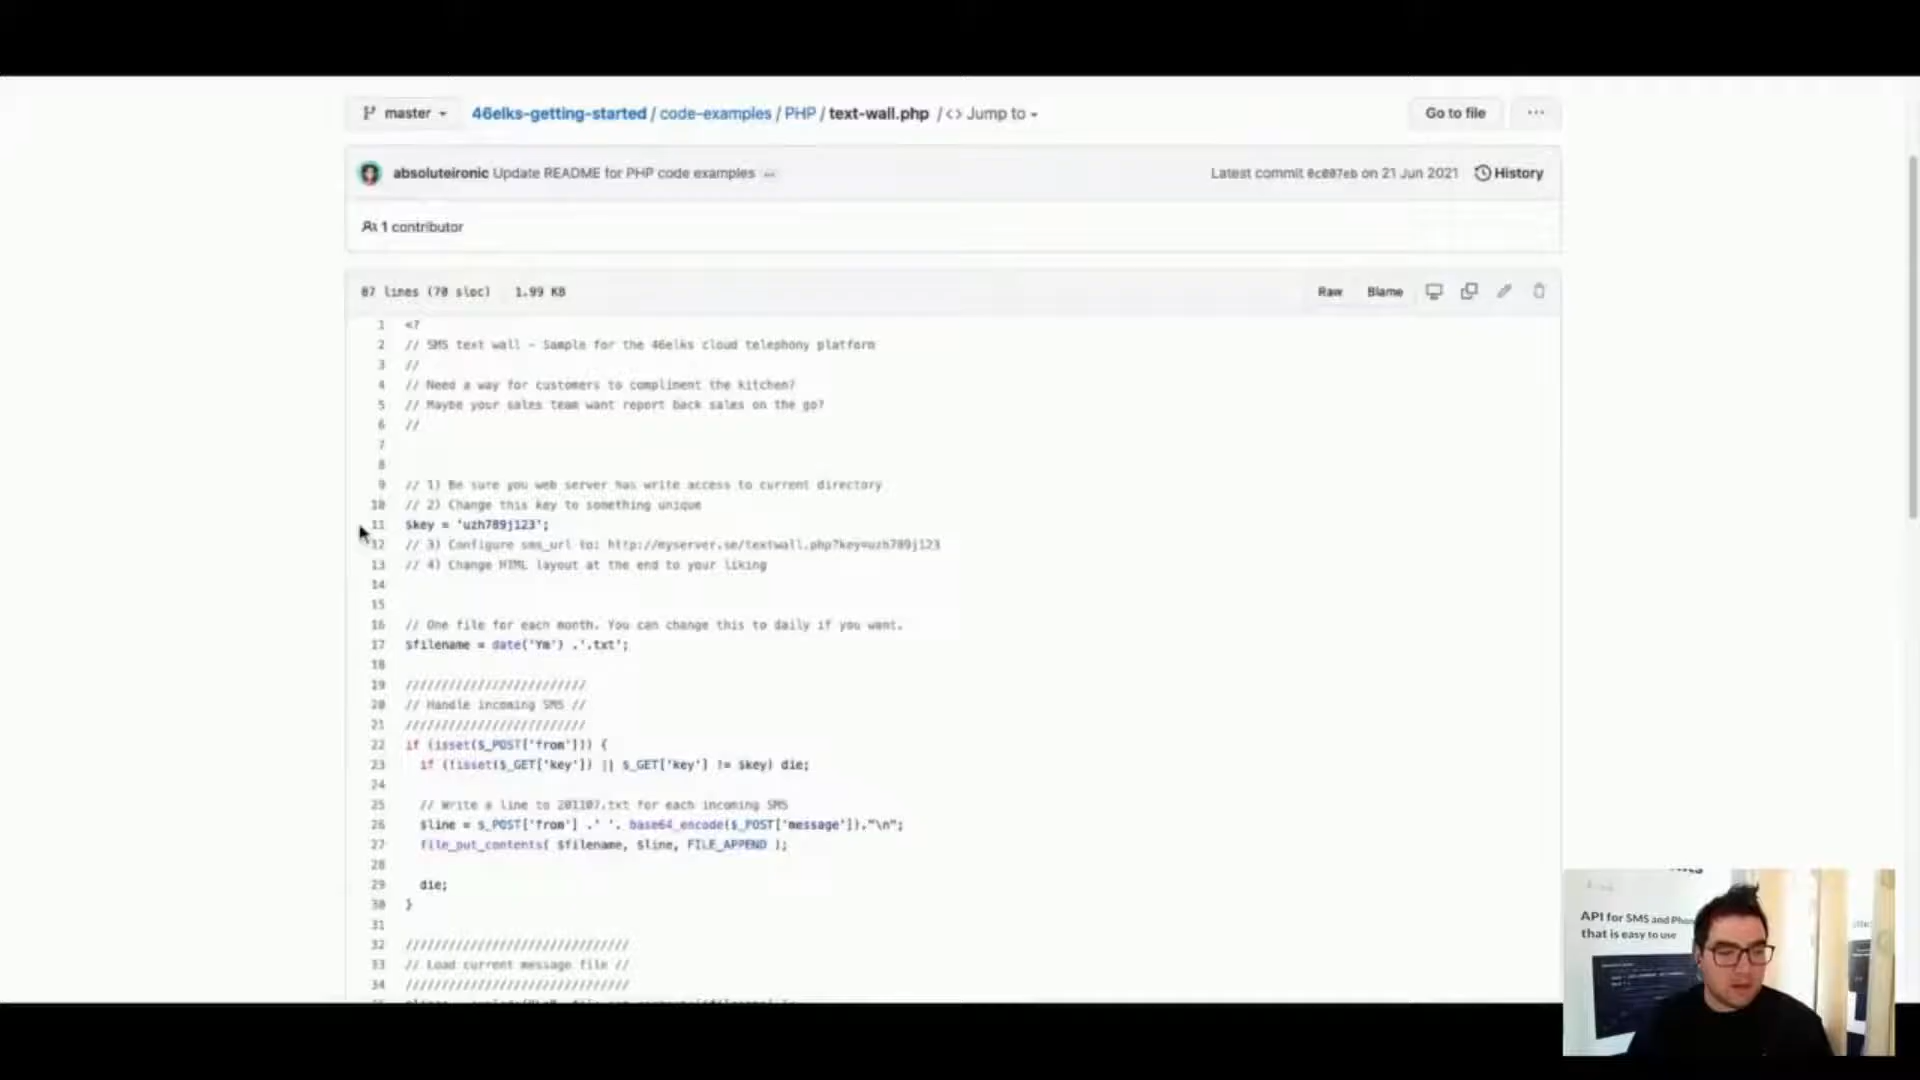 master
46elks-getting-started / code-examples / PHP / text-wall.php / <> Jump to
Go to file
...
absoluteironic Update README for PHP code examples ...
Latest commit 0c007eb on 21 Jun 2021
History
1 contributor
87 lines (70 sloc) 1.99 KB
Raw
Blame
1 <?
2 // SMS text wall - Sample for the 46elks cloud telephony platform
3 //
4 // Need a way for customers to compliment the kitchen?
5 // Maybe your sales team want report back sales on the go?
6 //
7
8
9 // 1) Be sure you web server has write access to current directory
10 // 2) Change this key to something unique
11 $key = 'uzh789j123';
12 // 3) Configure sms_url to: http://myserver.se/textwall.php?key=uzh789j123
13 // 4) Change HTML layout at the end to your liking
14
15
16 // One file for each month. You can change this to daily if you want.
17 $filename = date('Ym') .'.txt';
18
19 /////////////////////////
20 // Handle incoming SMS //
21 /////////////////////////
22 if (isset($_POST['from'])) {
23 if (!isset($_GET['key']) || $_GET['key'] != $key) die;
24
25 // Write a line to 201107.txt for each incoming SMS
26 $line = $_POST['from'] .' '. base64_encode($_POST['message'])."\n";
27 file_put_contents( $filename, $line, FILE_APPEND );
28
29 die;
30 }
31
32 ///////////////////////////////
33 // Load current message file //
34 ///////////////////////////////
API for SMS and Phon
that is easy to use